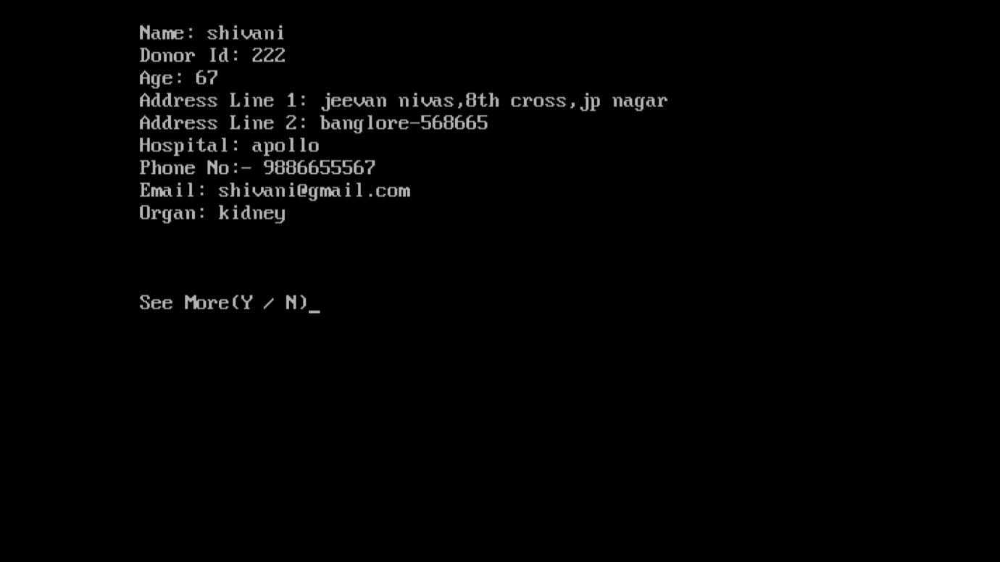 Name: shivani
Donor Id: 222
Age: 67
Address Line 1: jeevan nivas,8th cross,jp nagar
Address Line 2: banglore-568665
Hospital: apollo
Phone No:- 9886655567
Email: shivani@gmail.com
Organ: kidney
See More(Y / N)_